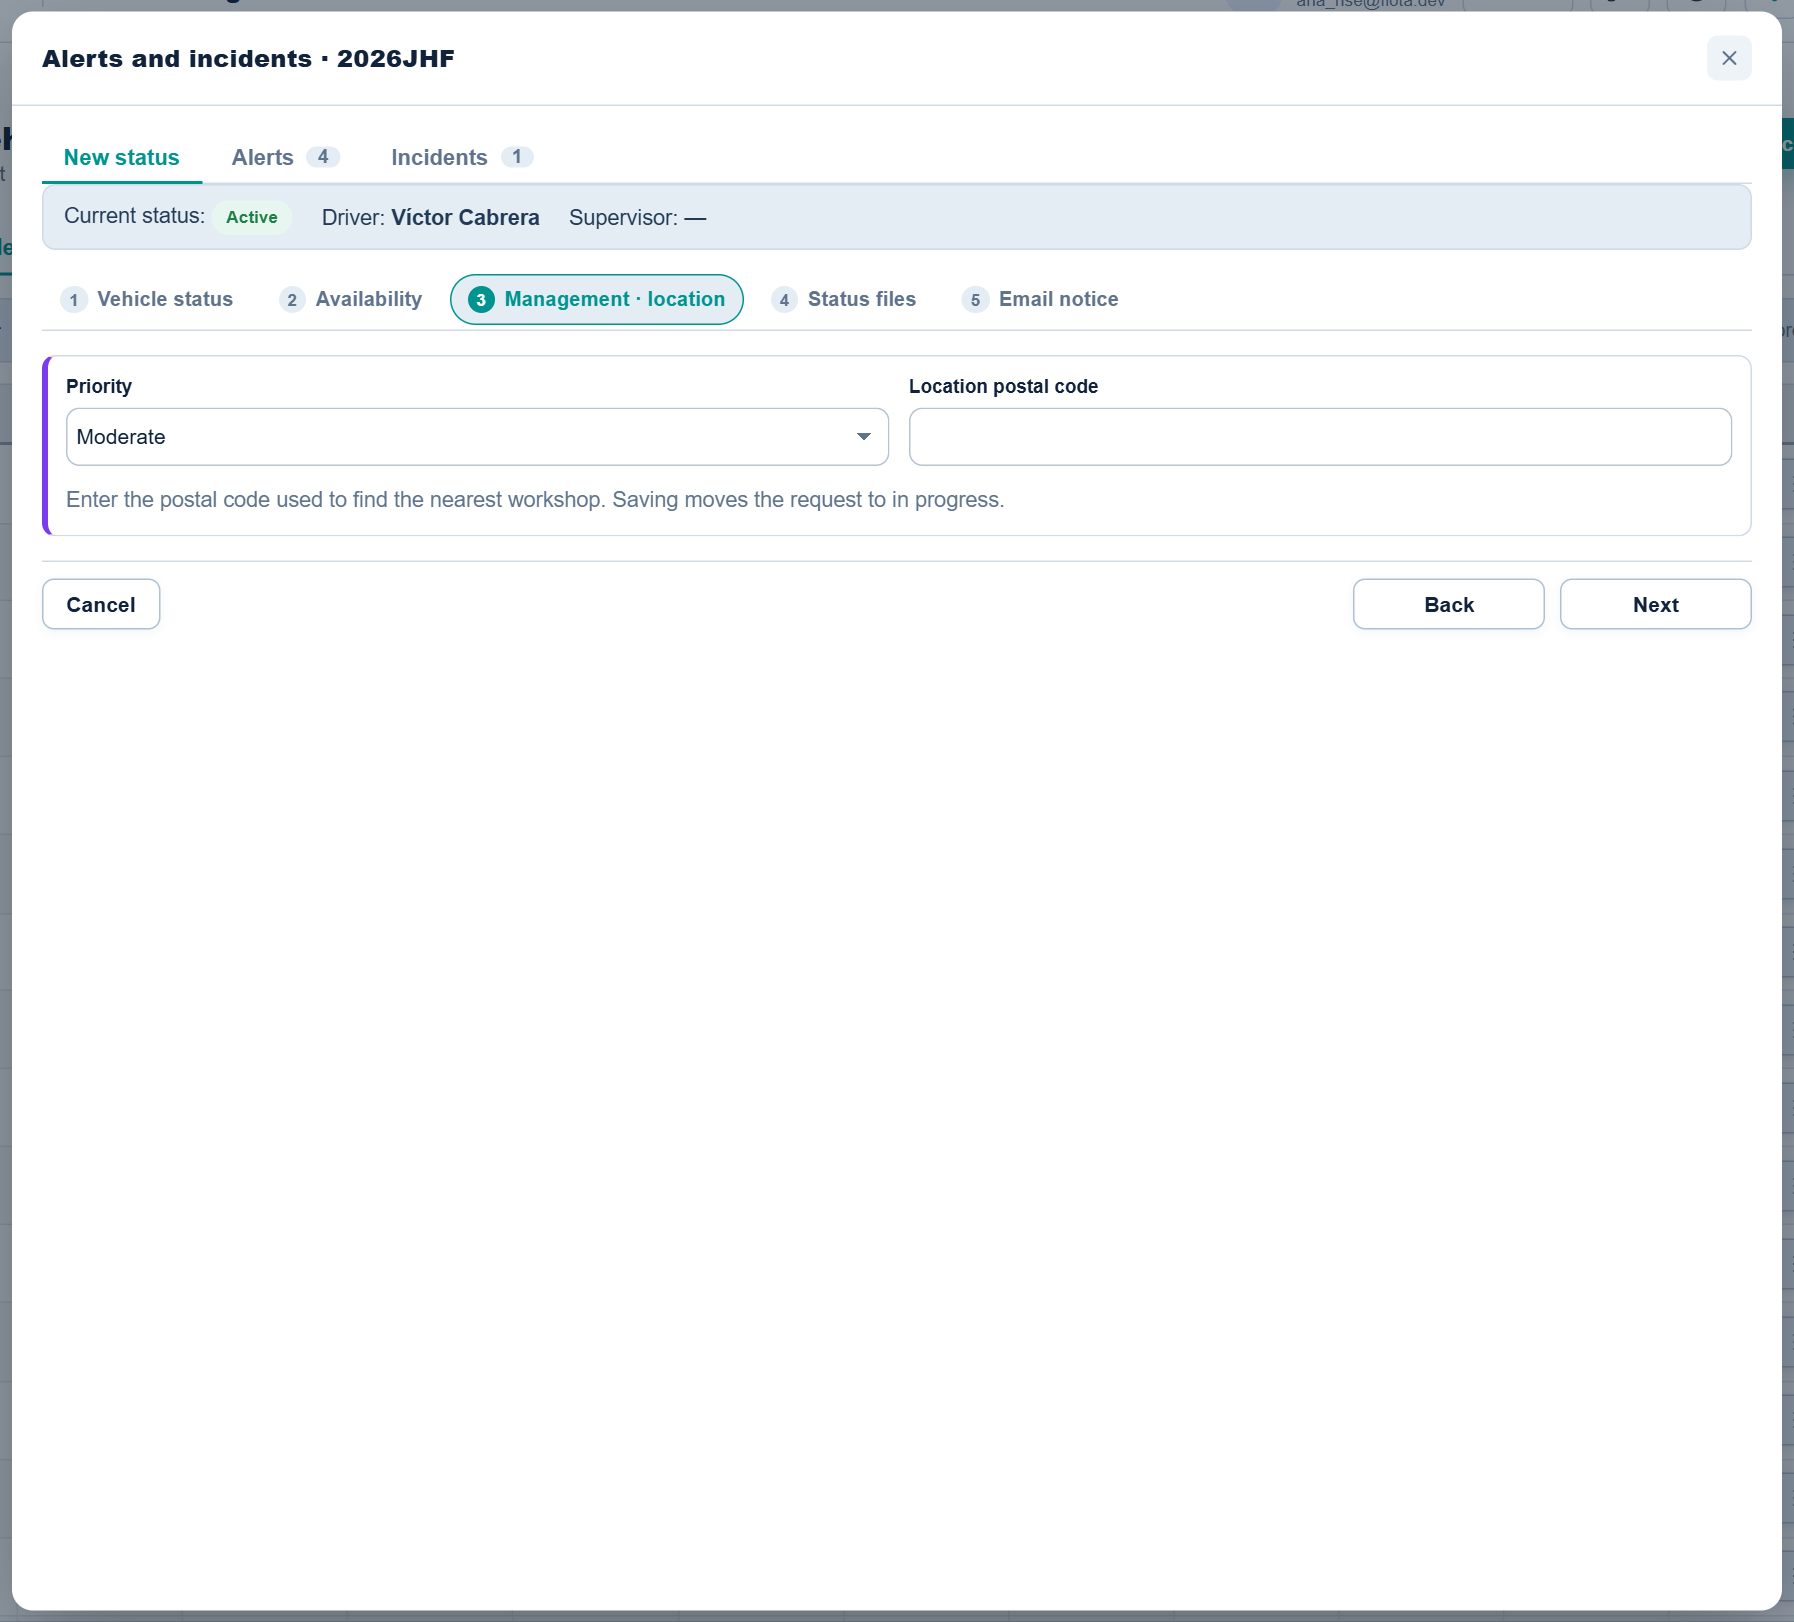 Alerts and incidents · 2026JHF
New status Alerts 4 Incidents 1
Current status: Active Driver: Víctor Cabrera Supervisor: —
1 Vehicle status 2 Availability 3 Management · location 4 Status files 5 Email notice
Priority Location postal code
Moderate
Enter the postal code used to find the nearest workshop. Saving moves the request to in progress.
Cancel Back Next